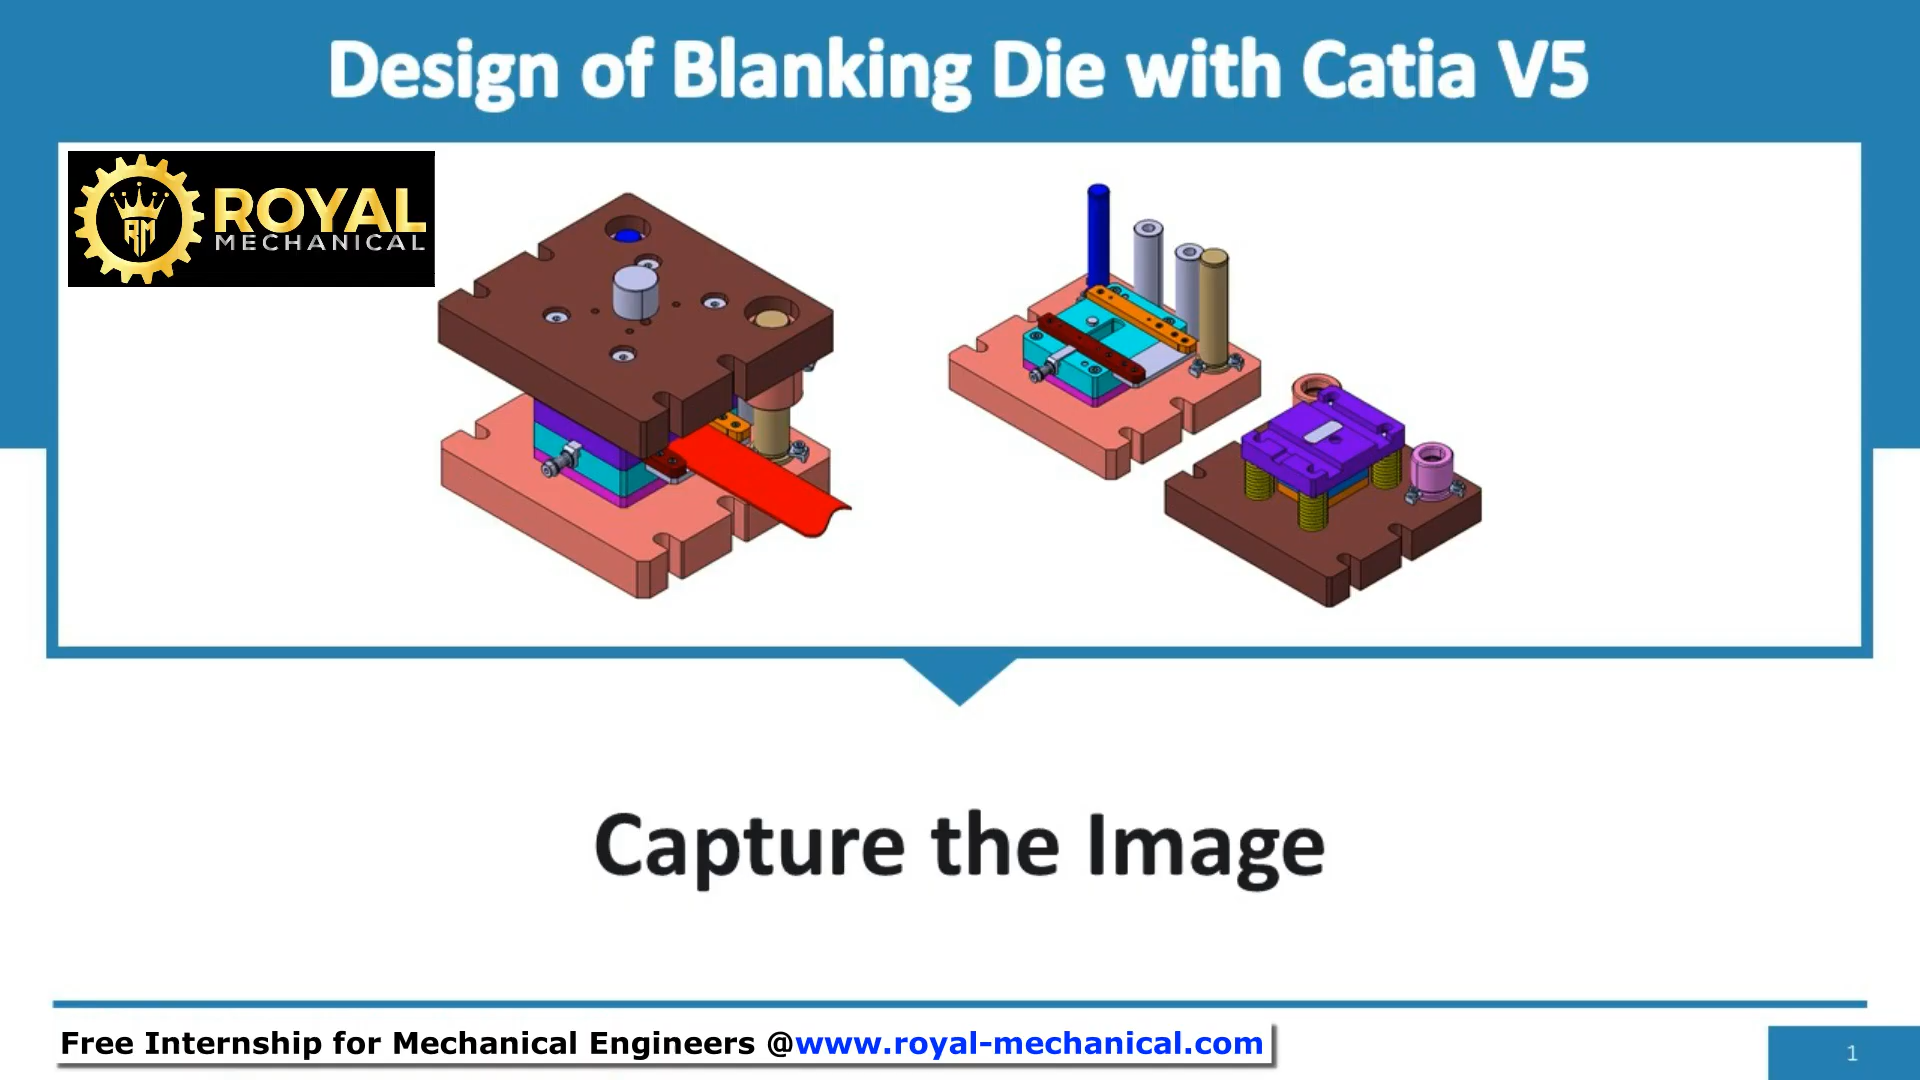 Design of Blanking Die with Catia V5
RM
ROYAL
MECHANICAL
Capture the Image
Free Internship for Mechanical Engineers @www.royal-mechanical.com
1